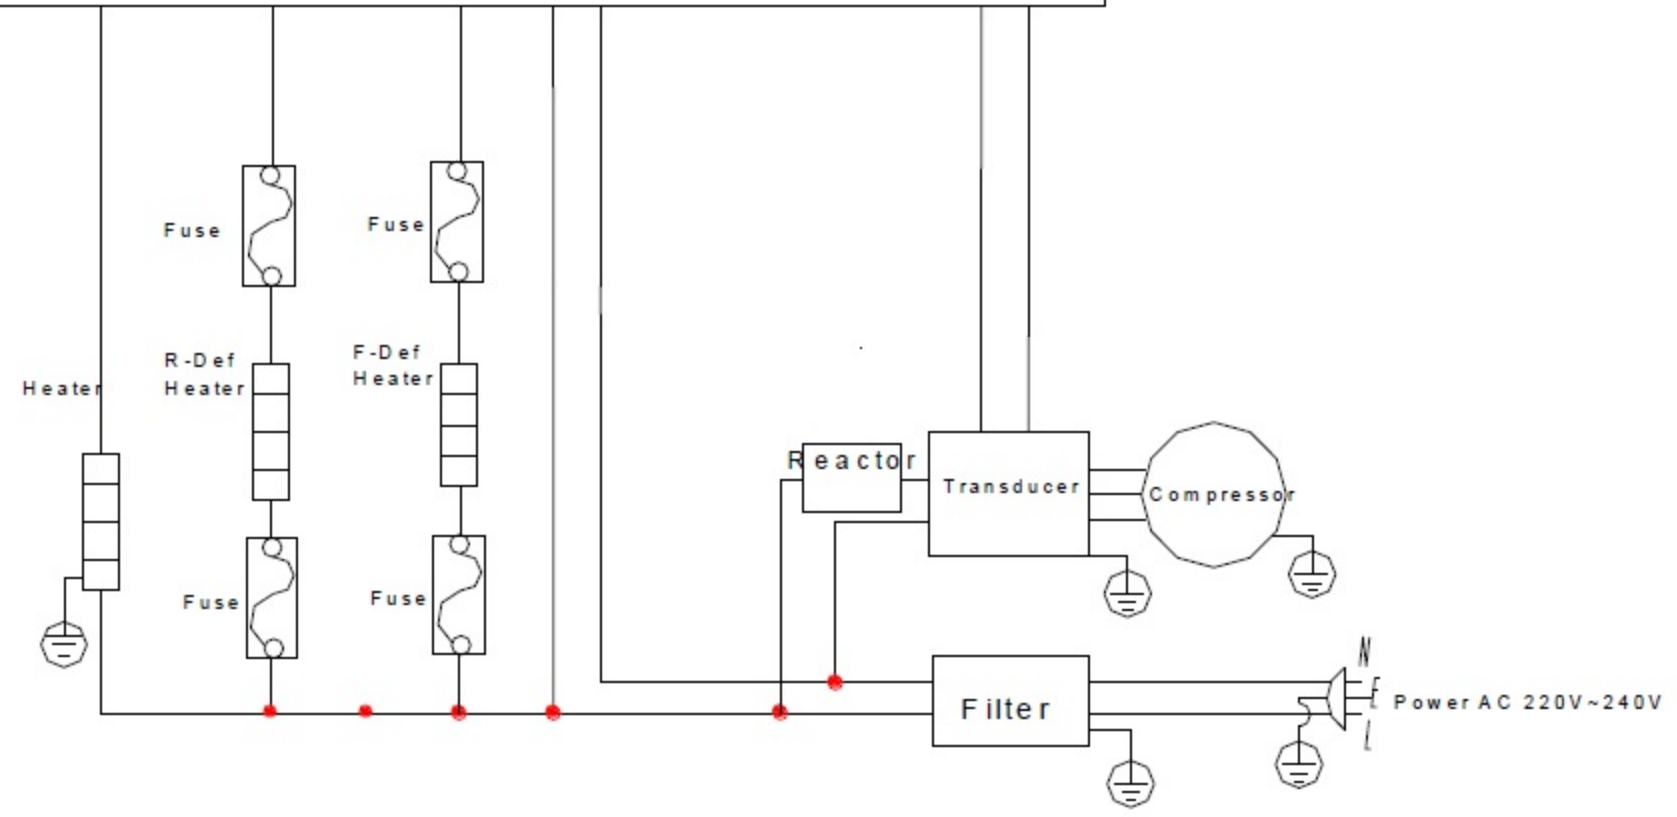 Fuse
Fuse
R-Def
Heater
F-Def
Heater
Heater
Reactor
Transducer
Compressor
Fuse
Fuse
N
E
Power AC 220V~240V
Filter
L